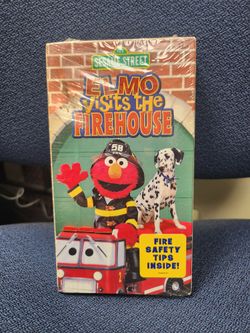 SESAME STREET
ELMO
Visits the
FIREHOUSE
58
FIRE
SAFETY
TIPS
INSIDE!